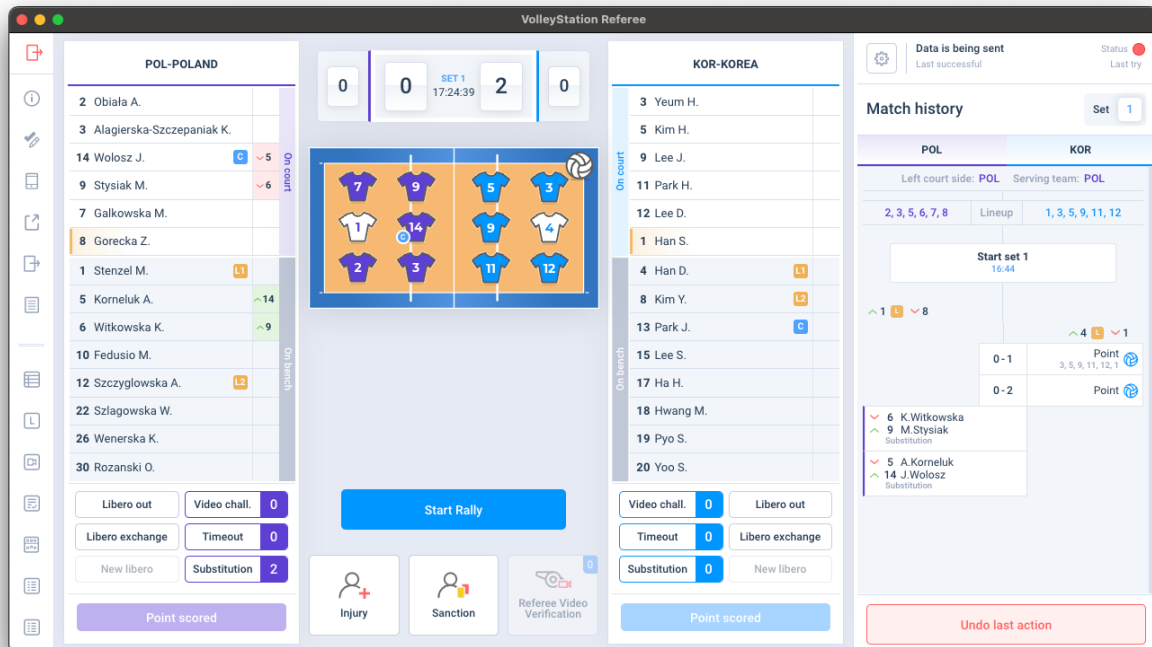 VolleyStation Referee
POL-POLAND
2 Obiała A.
3 Alagierska-Szczepaniak K.
14 Wolosz J. C 5
9 Stysiak M. 6
7 Galkowska M.
8 Gorecka Z.
On court
1 Stenzel M. L1
5 Korneluk A. 14
6 Witkowska K. 9
10 Fedusio M.
12 Szczyglowska A. L2
22 Szlagowska W.
26 Wenerska K.
30 Rozanski O.
On bench
Libero out
Video chall. 0
Libero exchange
Timeout 0
New libero
Substitution 2
Point scored
0 0 SET 1 2 0
17:24:39
7 9 5 3
1 14 9 4
C
2 3 11 12
Start Rally
Injury
Sanction
0
Referee Video
Verification
KOR-KOREA
3 Yeum H.
5 Kim H.
9 Lee J.
11 Park H.
12 Lee D.
1 Han S.
On court
4 Han D. L1
8 Kim Y. L2
13 Park J. C
15 Lee S.
17 Ha H.
18 Hwang M.
19 Pyo S.
20 Yoo S.
On bench
Video chall. 0
Libero out
Timeout 0
Libero exchange
Substitution 0
New libero
Point scored
Data is being sent
Last successful
Status
Last try
Match history
Set 1
POL KOR
Left court side: POL Serving team: POL
2, 3, 5, 6, 7, 8 Lineup 1, 3, 5, 9, 11, 12
Start set 1
16:44
1 L 8
4 L 1
0 - 1 Point
3, 5, 9, 11, 12, 1
0 - 2 Point
6 K.Witkowska
9 M.Stysiak
Substitution
5 A.Korneluk
14 J.Wolosz
Substitution
Undo last action